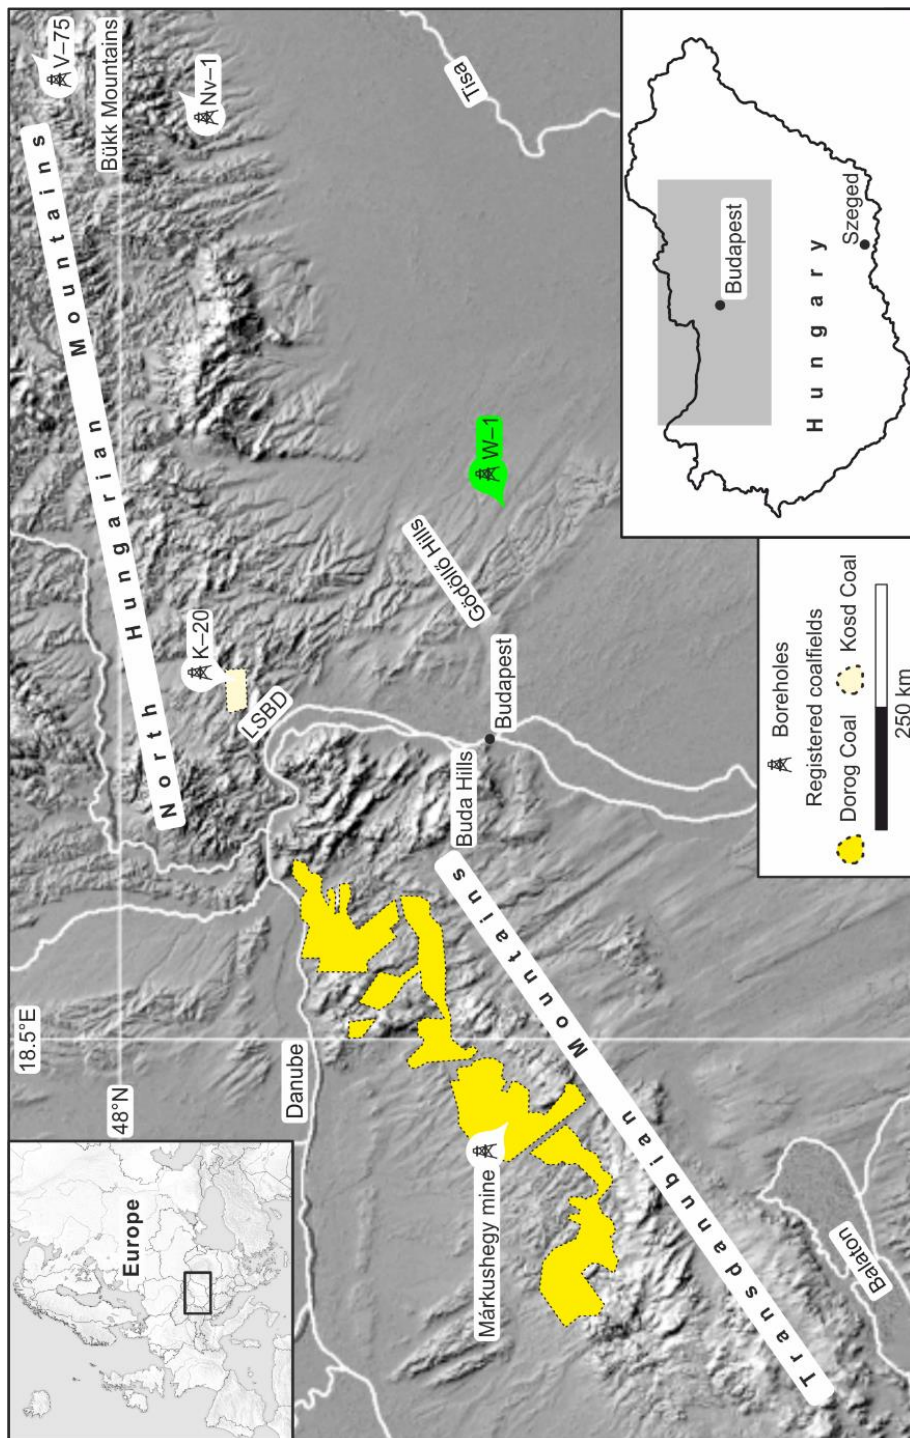 Europe
18.5°E
48°N
Danube
North Hungarian Mountains
V–75
Bükk Mountains
Nv–1
K–20
LSBD
Tisa
W–1
Gödöllő Hills
Budapest
Buda Hills
Márkushegy mine
Transdanubian Mountains
Balaton
Boreholes
Registered coalfields
Dorog Coal
Kosd Coal
250 km
Budapest
Hungary
Szeged